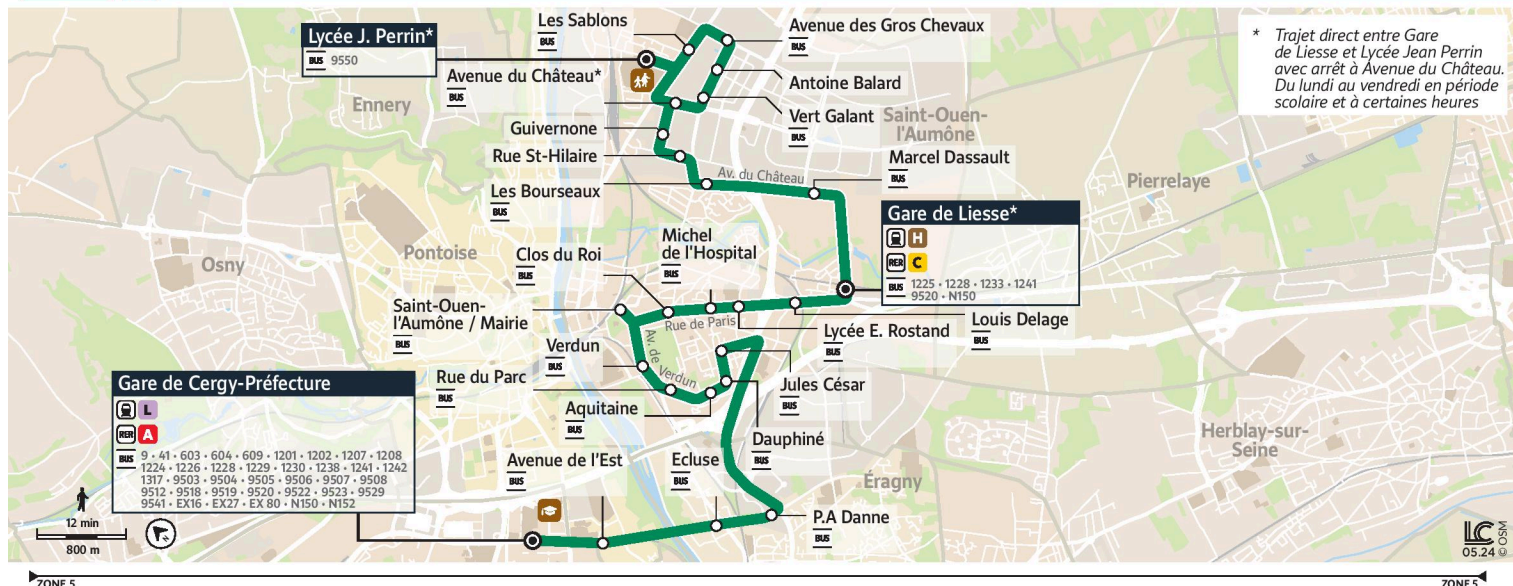 Les Sablons
BUS
Avenue des Gros Chevaux
BUS
Lycée J. Perrin*
BUS 9550
* Trajet direct entre Gare
de Liesse et Lycée Jean Perrin
avec arrêt à Avenue du Château.
Du lundi au vendredi en période
scolaire et à certaines heures
Avenue du Château*
BUS
Antoine Balard
Ennery
Vert Galant
BUS
Saint-Ouen-
l'Aumône
Guivernone
Rue St-Hilaire
Marcel Dassault
BUS
Av. du Château
Les Bourseaux
BUS
Pierrelaye
Gare de Liesse*
H
RER C
BUS 1225 • 1228 • 1233 • 1241
9520 • N150
Michel
de l'Hospital
BUS
Pontoise
Clos du Roi
BUS
Osny
Saint-Ouen-
l'Aumône / Mairie
BUS
Rue de Paris
Louis Delage
BUS
Lycée E. Rostand
BUS
Av. de Verdun
Verdun
BUS
Rue du Parc
BUS
Jules César
BUS
Gare de Cergy-Préfecture
L
RER A
BUS 9 • 41 • 603 • 604 • 609 • 1201 • 1202 • 1207 • 1208
1224 • 1226 • 1228 • 1229 • 1230 • 1238 • 1241 • 1242
1317 • 9503 • 9504 • 9505 • 9506 • 9507 • 9508
9512 • 9518 • 9519 • 9520 • 9522 • 9523 • 9529
9541 • EX16 • EX27 • EX 80 • N150 • N152
Aquitaine
BUS
Dauphiné
BUS
Herblay-sur-
Seine
Avenue de l'Est
BUS
Ecluse
BUS
Éragny
P.A Danne
BUS
12 min
800 m
N
LC
05.24 © OSM
ZONE 5
ZONE 5